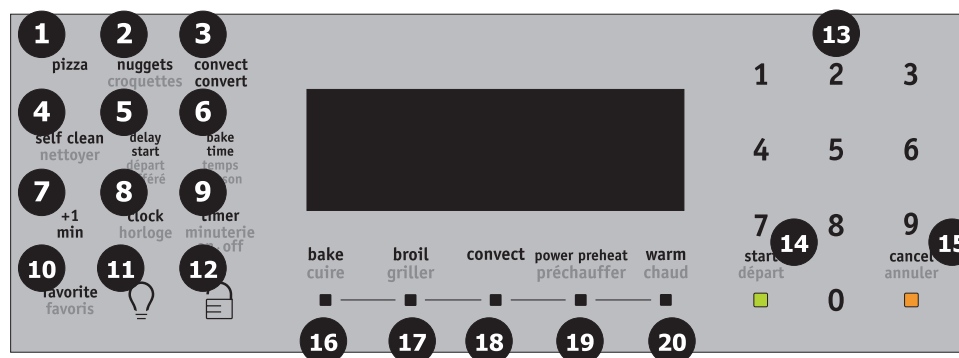 1 2 3 13
pizza nuggets convect
croquettes convert
1 2 3
4 5 6
self clean delay bake
nettoyer start time
départ temps
4 5 6
7 8 9
+1 clock timer
min horloge minuterie
on·off
7 8 9
14 15
start cancel
départ annuler
0
10 11 12
favorite
favoris
bake broil convect power preheat warm
cuire griller préchauffer chaud
16 17 18 19 20